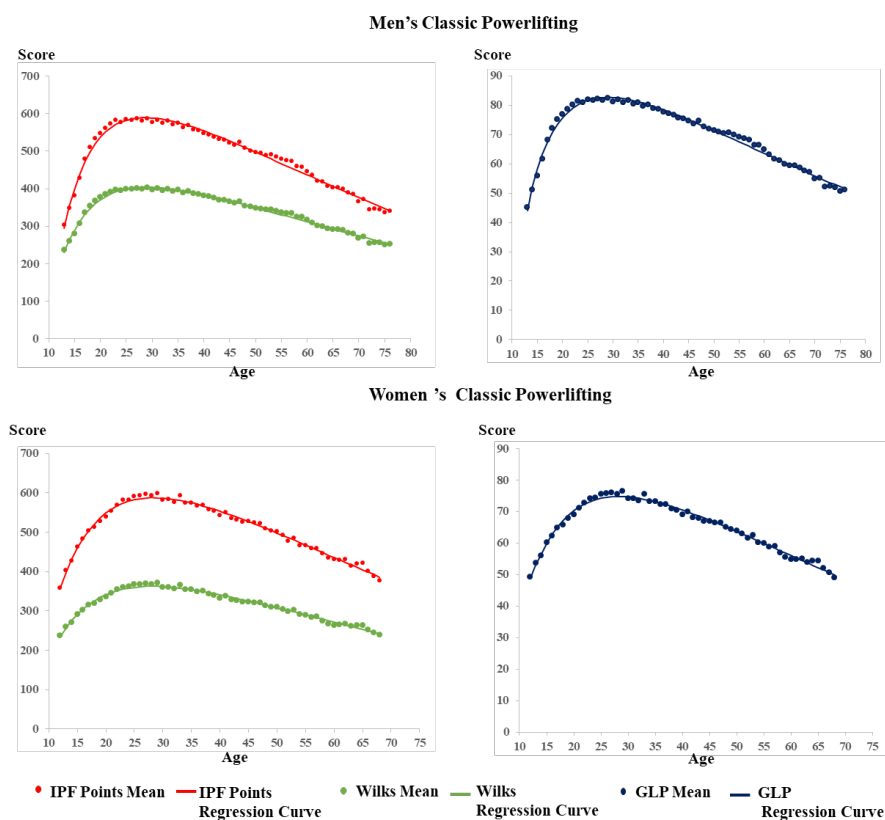 Men's Classic Powerlifting
Score
700
600
500
400
300
200
100
0
10 15 20 25 30 35 40 45 50 55 60 65 70 75 80
Age
Score
90
80
70
60
50
40
30
20
10
0
10 15 20 25 30 35 40 45 50 55 60 65 70 75 80
Age
Women 's Classic Powerlifting
Score
700
600
500
400
300
200
100
0
10 15 20 25 30 35 40 45 50 55 60 65 70 75
Age
Score
90
80
70
60
50
40
30
20
10
0
10 15 20 25 30 35 40 45 50 55 60 65 70 75
Age
IPF Points Mean IPF Points Regression Curve Wilks Mean Wilks Regression Curve GLP Mean GLP Regression Curve